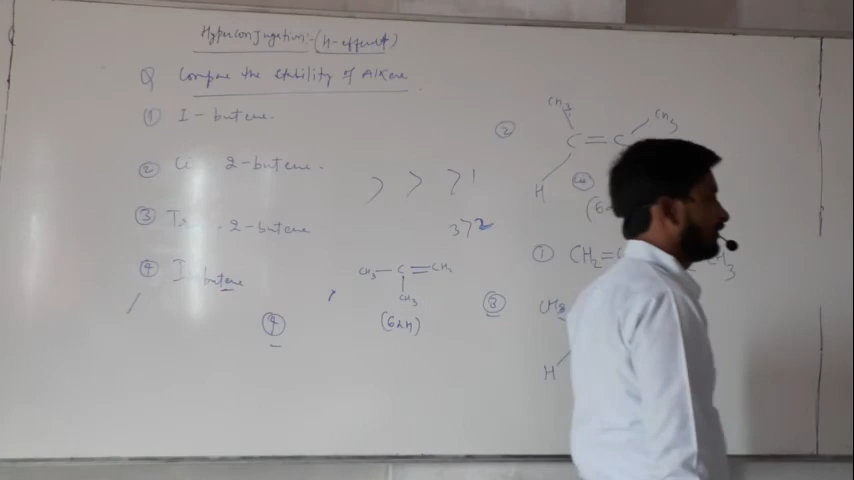 Hyperconjugation:- (H-effect)
Q Compare the Stability of Alkene
① 1-butene.
② 2-butene.
③ 2-butene
④ butene
> > > 1
3 > 2
CH3 — C = CH2
CH3
④ (6αH)
② CH3 CH3
C = C
H
① CH2=
③ CH3
H